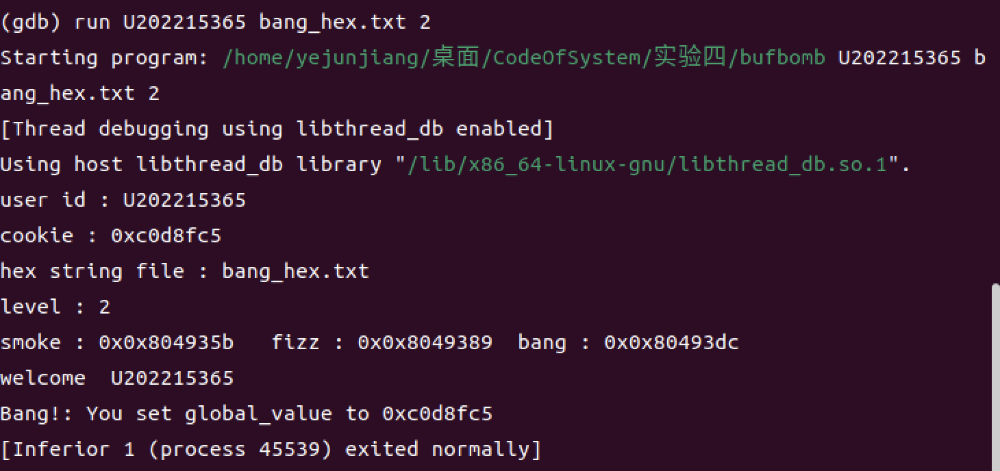 (gdb) run U202215365 bang_hex.txt 2
Starting program: /home/yejunjiang/桌面/CodeOfSystem/实验四/bufbomb U202215365 b
ang_hex.txt 2
[Thread debugging using libthread_db enabled]
Using host libthread_db library "/lib/x86_64-linux-gnu/libthread_db.so.1".
user id : U202215365
cookie : 0xc0d8fc5
hex string file : bang_hex.txt
level : 2
smoke : 0x0x804935b   fizz : 0x0x8049389  bang : 0x0x80493dc
welcome  U202215365
Bang!: You set global_value to 0xc0d8fc5
[Inferior 1 (process 45539) exited normally]